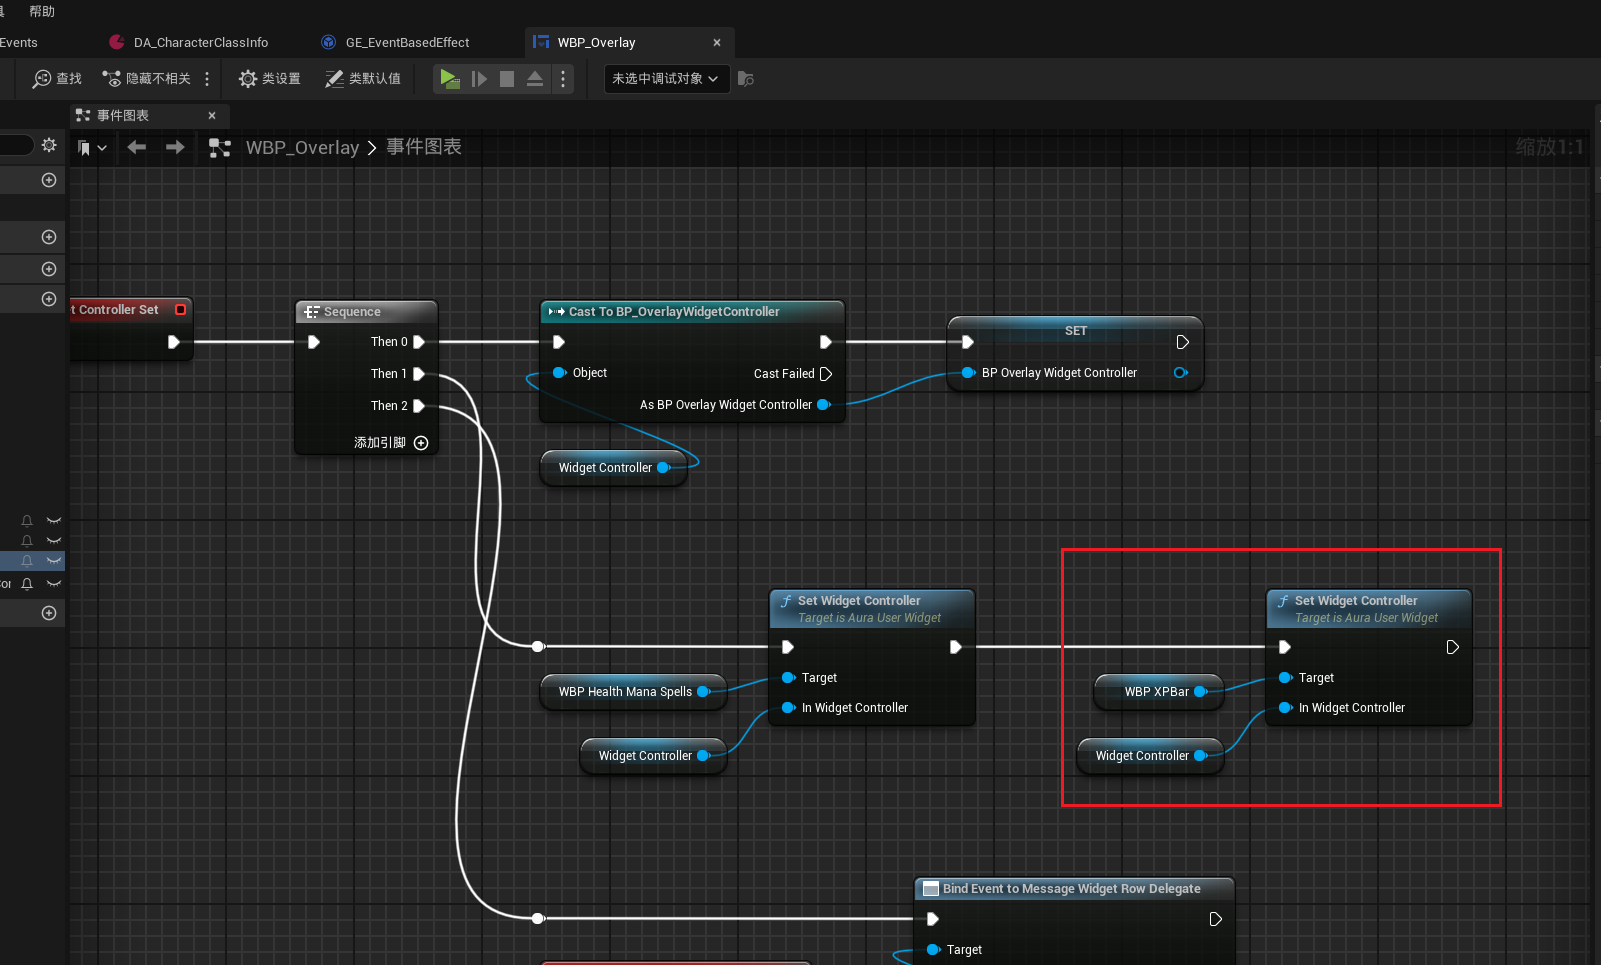 帮助
Events
DA_CharacterClassInfo
GE_EventBasedEffect
WBP_Overlay
查找
隐藏不相关
类设置
类默认值
未选中调试对象
事件图表
WBP_Overlay > 事件图表
缩放1:1
t Controller Set
Sequence
Then 0
Then 1
Then 2
添加引脚
Cast To BP_OverlayWidgetController
Object
Cast Failed
As BP Overlay Widget Controller
Widget Controller
SET
BP Overlay Widget Controller
Set Widget Controller
Target is Aura User Widget
Target
In Widget Controller
WBP Health Mana Spells
Widget Controller
Set Widget Controller
Target is Aura User Widget
Target
In Widget Controller
WBP XPBar
Widget Controller
Bind Event to Message Widget Row Delegate
Target